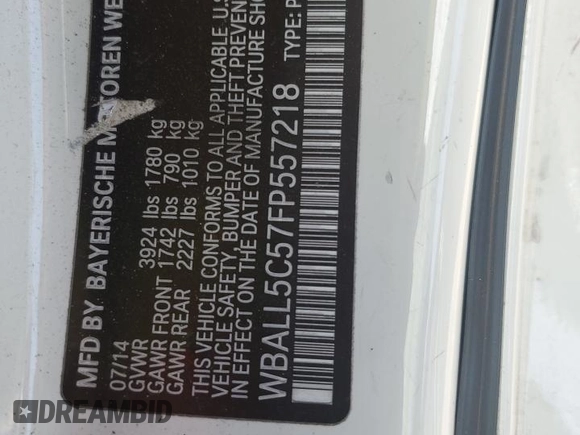 MFD BY BAYERISCHE MOTOREN WE
07/14
GVWR 3924 lbs 1780 kg
GAWR FRONT 1742 lbs 790 kg
GAWR REAR 2227 lbs 1010 kg
THIS VEHICLE CONFORMS TO ALL APPLICABLE U.S
VEHICLE SAFETY, BUMPER AND THEFT PREVEN
IN EFFECT ON THE DATE OF MANUFACTURE SHO
WBALL5C57FP557218 TYPE: P
DREAMBID